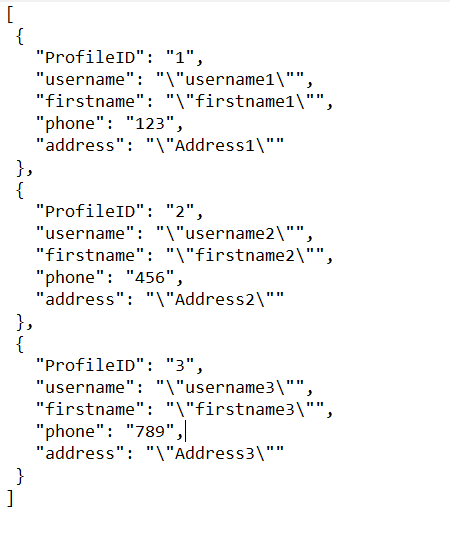 [
 {
   "ProfileID": "1",
   "username": "\"username1\"",
   "firstname": "\"firstname1\"",
   "phone": "123",
   "address": "\"Address1\""
 },
 {
   "ProfileID": "2",
   "username": "\"username2\"",
   "firstname": "\"firstname2\"",
   "phone": "456",
   "address": "\"Address2\""
 },
 {
   "ProfileID": "3",
   "username": "\"username3\"",
   "firstname": "\"firstname3\"",
   "phone": "789",
   "address": "\"Address3\""
 }
]